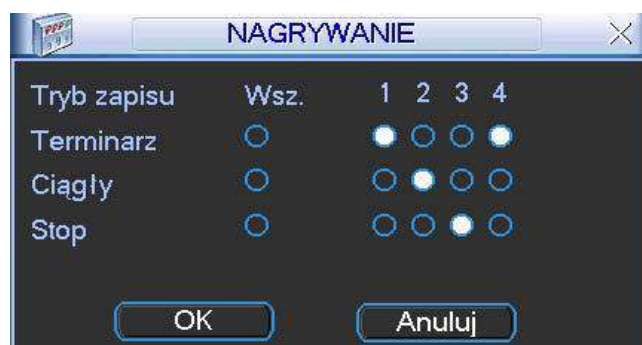 NAGRYWANIE
Tryb zapisu Wsz. 1 2 3 4
Terminarz
Ciągły
Stop
OK Anuluj